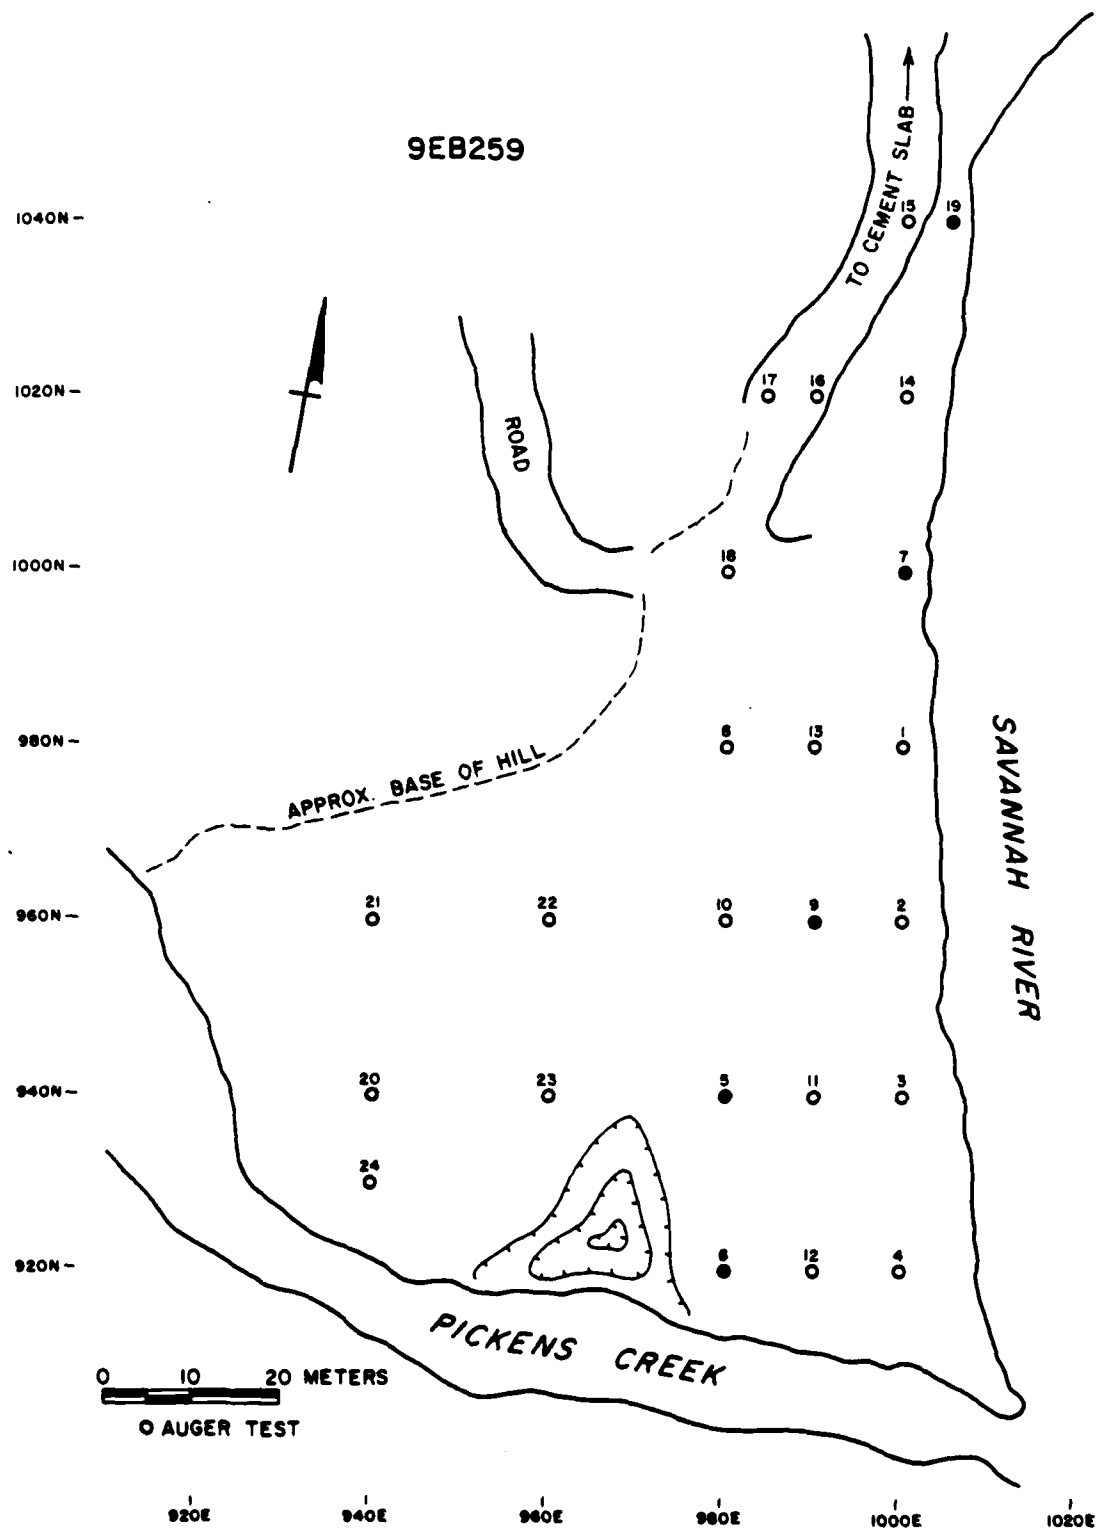 9EB259
TO CEMENT SLAB
1040N
15
19
1020N
17
16
14
ROAD
1000N
18
7
980N
8
13
1
APPROX. BASE OF HILL
SAVANNAH RIVER
960N
21
22
10
9
2
940N
20
23
5
11
3
24
920N
6
12
4
PICKENS CREEK
0 10 20 METERS
O AUGER TEST
920E 940E 960E 980E 1000E 1020E